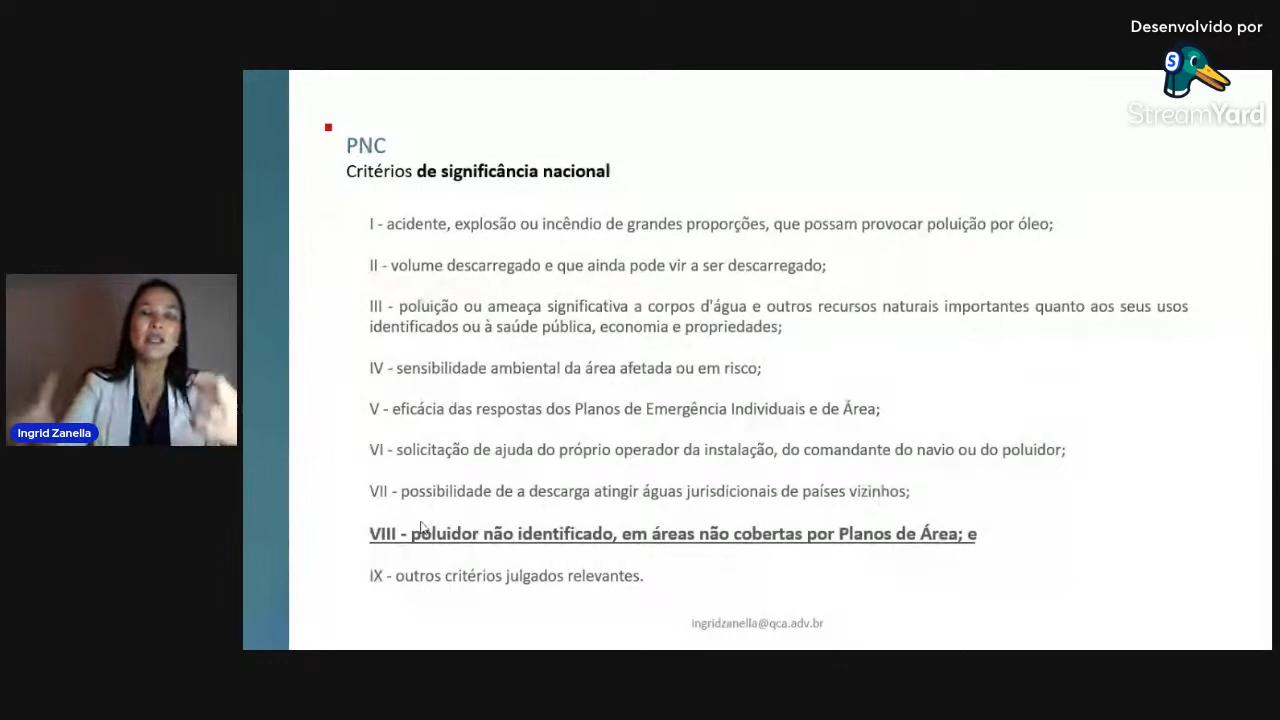 Desenvolvido por
S
StreamYard
PNC
Critérios de significância nacional
I - acidente, explosão ou incêndio de grandes proporções, que possam provocar poluição por óleo;
II - volume descarregado e que ainda pode vir a ser descarregado;
III - poluição ou ameaça significativa a corpos d'água e outros recursos naturais importantes quanto aos seus usos
identificados ou à saúde pública, economia e propriedades;
IV - sensibilidade ambiental da área afetada ou em risco;
V - eficácia das respostas dos Planos de Emergência Individuais e de Área;
VI - solicitação de ajuda do próprio operador da instalação, do comandante do navio ou do poluidor;
VII - possibilidade de a descarga atingir águas jurisdicionais de países vizinhos;
VIII - poluidor não identificado, em áreas não cobertas por Planos de Área; e
IX - outros critérios julgados relevantes.
ingridzanella@qca.adv.br
Ingrid Zanella